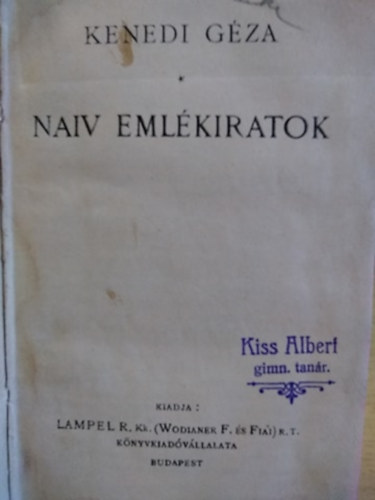 KENEDI GÉZA
*
NAIV EMLÉKIRATOK
Kiss Albert
gimn. tanár.
KIADJA:
LAMPEL R. KK. (WODIANER F. ÉS FIAI) R. T.
KÖNYVKIADÓVÁLLALATA
BUDAPEST